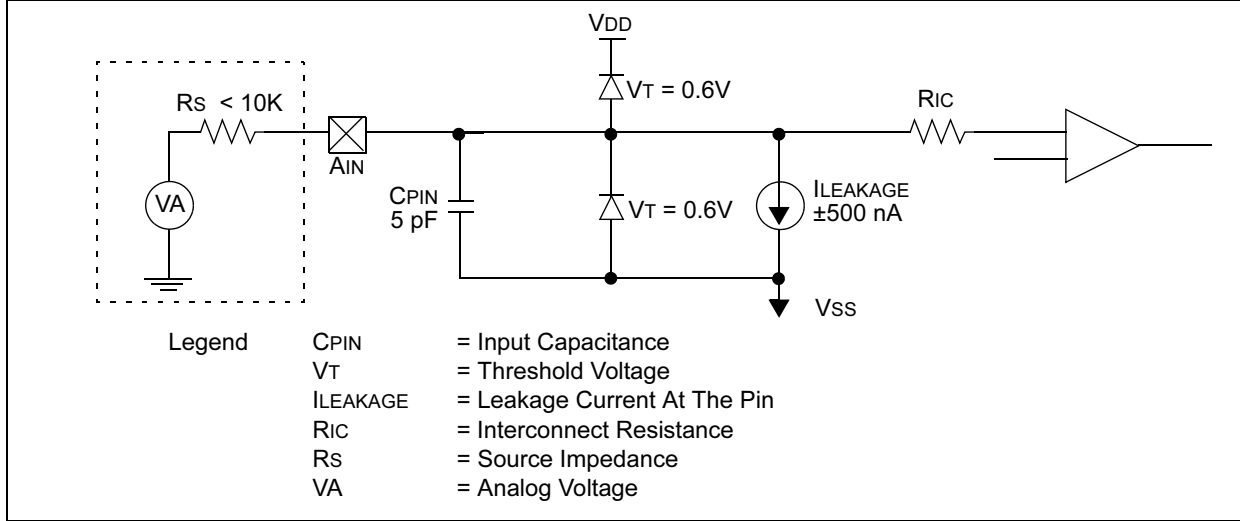 VDD
VT = 0.6V
RS < 10K
RIC
AIN
VA
CPIN
5 pF
VT = 0.6V
ILEAKAGE
±500 nA
VSS
Legend
CPIN = Input Capacitance
VT = Threshold Voltage
ILEAKAGE = Leakage Current At The Pin
RIC = Interconnect Resistance
RS = Source Impedance
VA = Analog Voltage